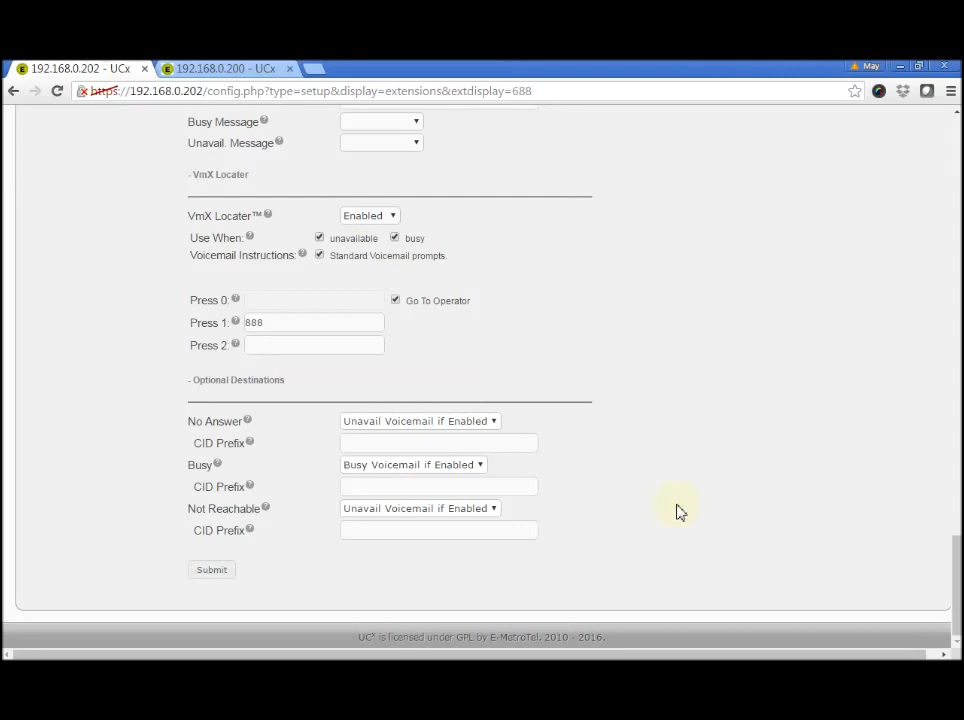 192.168.0.202 - UCx × 192.168.0.200 - UCx × May
https://192.168.0.202/config.php?type=setup&display=extensions&extdisplay=688
Busy Message
Unavail. Message
- VmX Locater
VmX Locater™ Enabled
Use When: unavailable busy
Voicemail Instructions: Standard Voicemail prompts.
Press 0: Go To Operator
Press 1: 888
Press 2:
- Optional Destinations
No Answer Unavail Voicemail if Enabled
CID Prefix
Busy Busy Voicemail if Enabled
CID Prefix
Not Reachable Unavail Voicemail if Enabled
CID Prefix
Submit
UCx is licensed under GPL by E-MetroTel. 2010 - 2016.